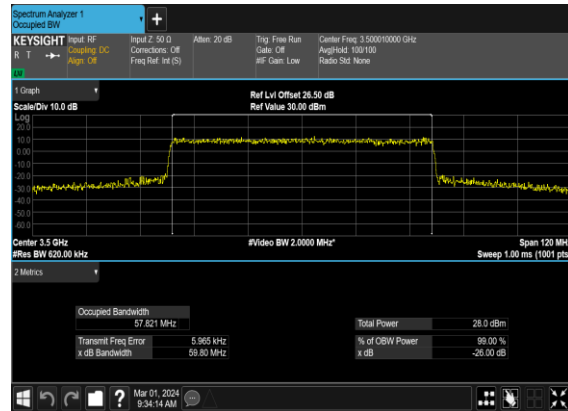 Spectrum Analyzer 1
Occupied BW
KEYSIGHT Input: RF Input Z: 50 Ω Atten: 20 dB Trig: Free Run Center Freq: 3.500010000 GHz
R T Coupling: DC Corrections: Off Gate: Off Avg|Hold: 100/100
Align: Off Freq Ref: Int (S) #IF Gain: Low Radio Std: None
LU
1 Graph
Ref Lvl Offset 26.50 dB
Scale/Div 10.0 dB Ref Value 30.00 dBm
Log
20.0
10.0
0.00
-10.0
-20.0
-30.0
-40.0
-50.0
-60.0
Center 3.5 GHz #Video BW 2.0000 MHz* Span 120 MH
#Res BW 620.00 kHz Sweep 1.00 ms (1001 pts
2 Metrics
Occupied Bandwidth
57.821 MHz Total Power 28.0 dBm
Transmit Freq Error 5.965 kHz % of OBW Power 99.00 %
x dB Bandwidth 59.80 MHz x dB -26.00 dB
?
Mar 01, 2024
9:34:14 AM